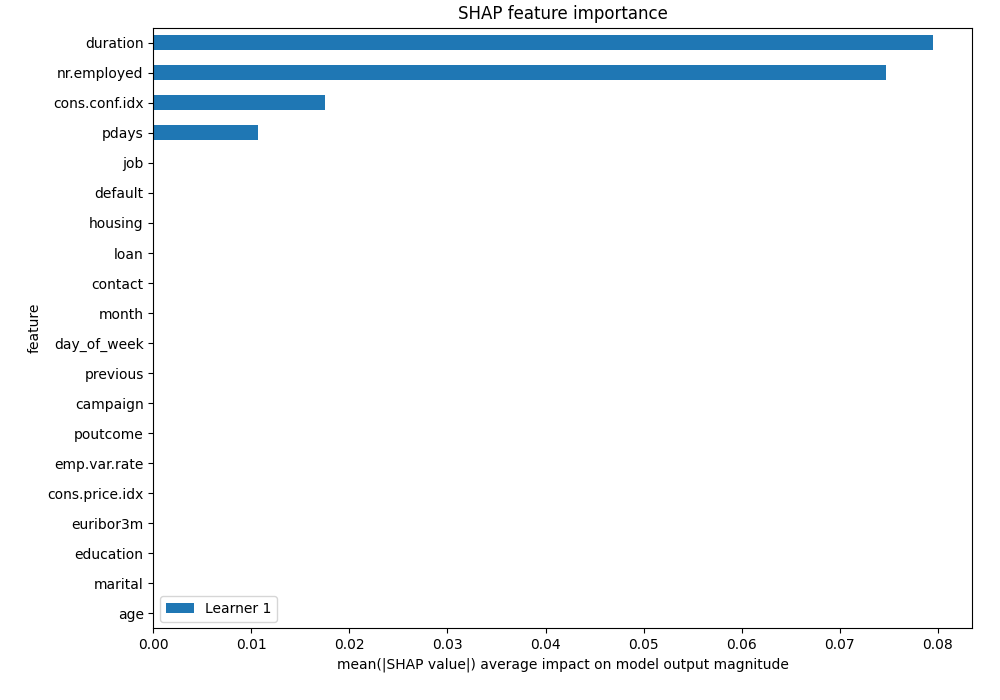 SHAP feature importance
duration
nr.employed
cons.conf.idx
pdays
job
default
housing
loan
contact
month
day_of_week
previous
campaign
poutcome
emp.var.rate
cons.price.idx
euribor3m
education
marital
age
feature
Learner 1
0.00 0.01 0.02 0.03 0.04 0.05 0.06 0.07 0.08
mean(|SHAP value|) average impact on model output magnitude